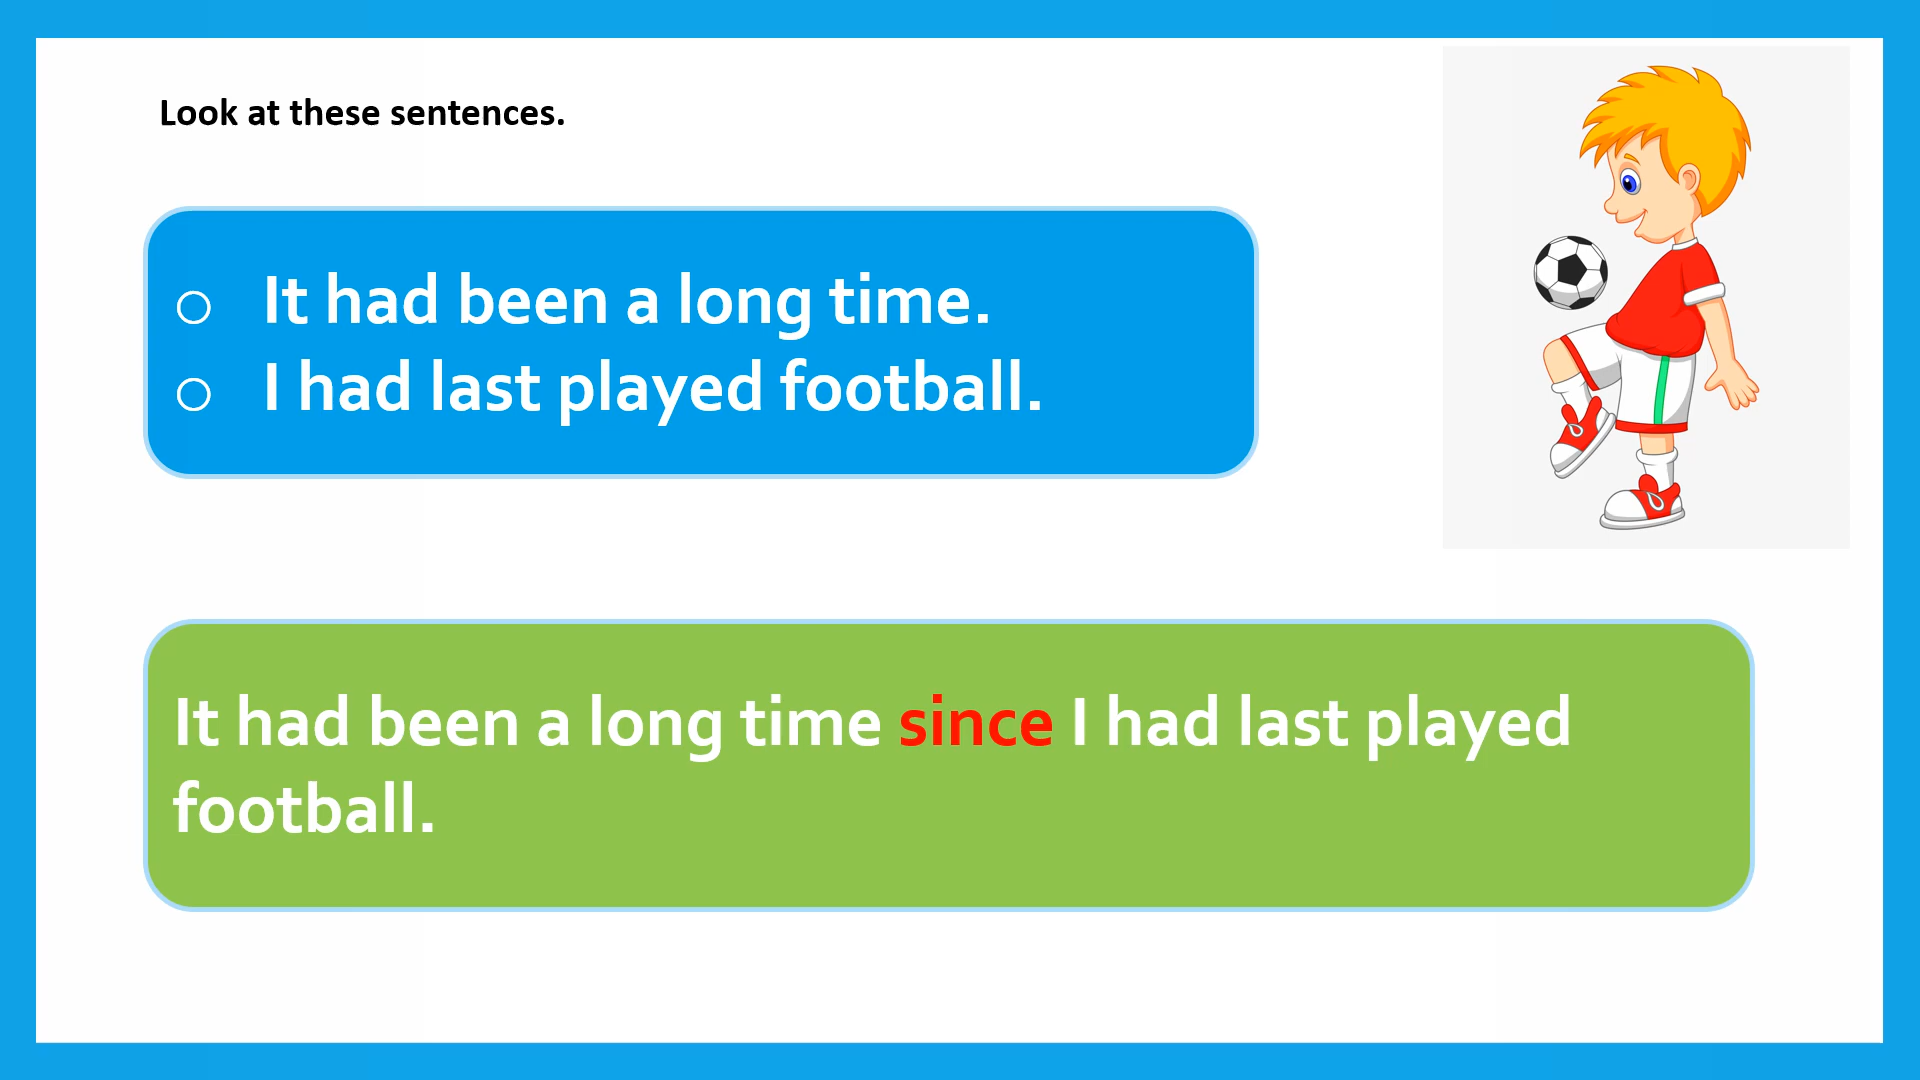 Look at these sentences.
o It had been a long time.
o I had last played football.
It had been a long time since I had last played
football.